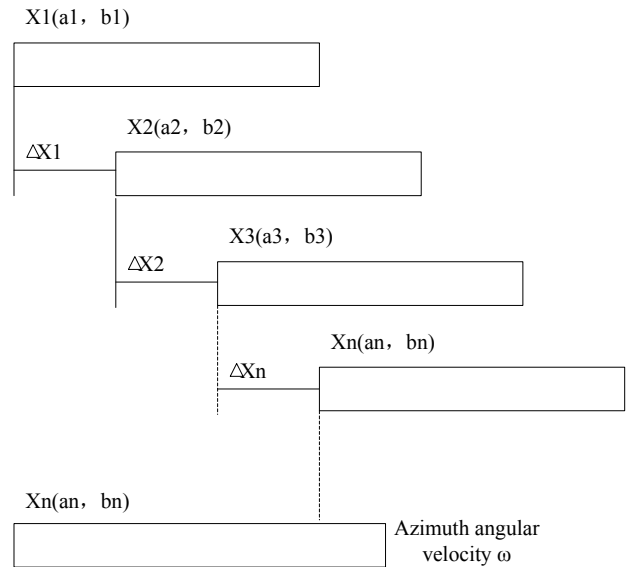 X1(a1，b1)
X2(a2，b2)
△X1
X3(a3，b3)
△X2
Xn(an，bn)
△Xn
Xn(an，bn)
Azimuth angular
velocity ω